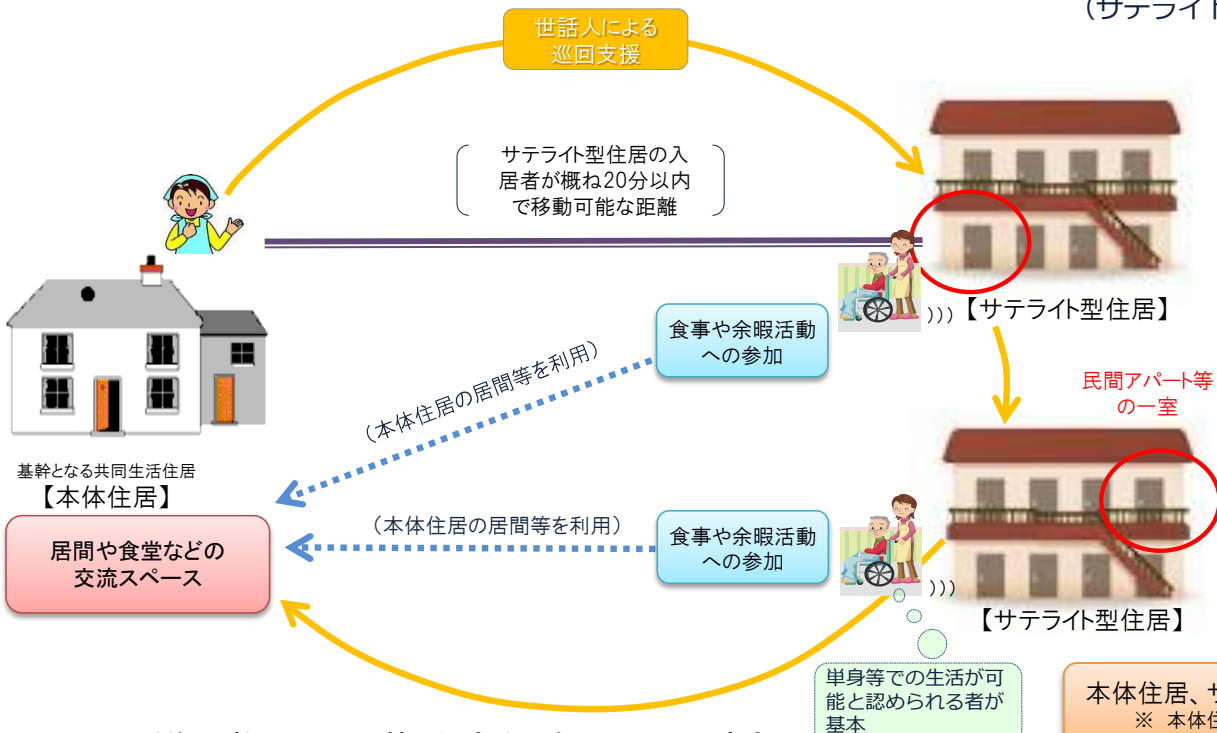 （サテライト
世話人による
巡回支援
サテライト型住居の入
居者が概ね20分以内
で移動可能な距離
【サテライト型住居】
食事や余暇活動
への参加
（本体住居の居間等を利用）
民間アパート等
の一室
基幹となる共同生活住居
【本体住居】
（本体住居の居間等を利用）
食事や余暇活動
への参加
居間や食堂などの
交流スペース
【サテライト型住居】
単身等での生活が可
能と認められる者が
基本
本体住居、サ
※ 本体住